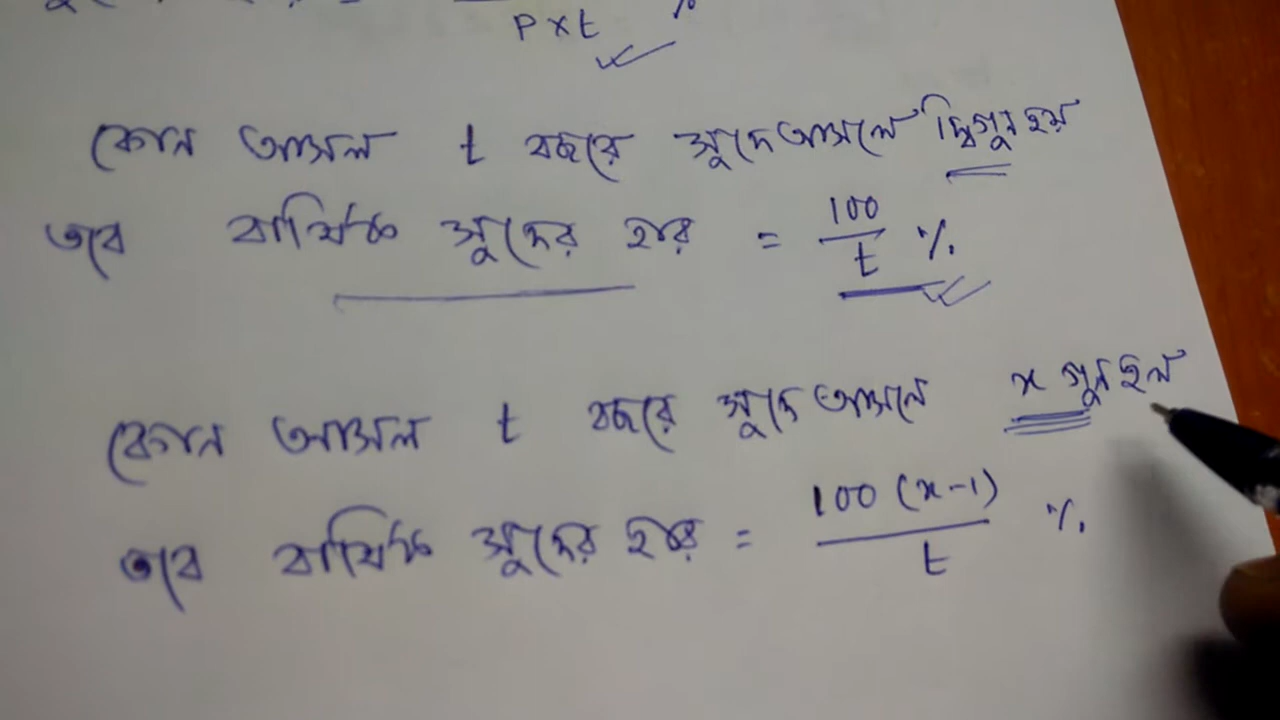 P × t %
কোন আসল t বছরে সুদেআসলে দ্বিগুন হয়
তবে বার্ষিক সুদের হার = 100/t %
কোন আসল t বছরে সুদেআসলে x গুন হলে
তবে বার্ষিক সুদের হার = 100(x-1)/t %